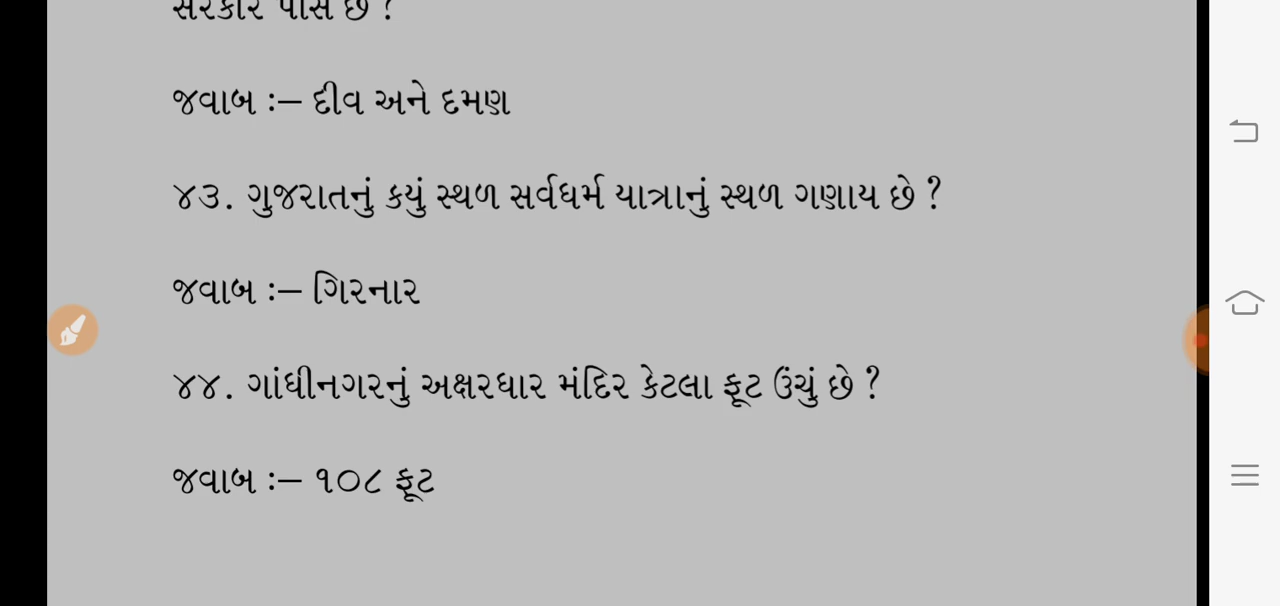 સરકાર પાસે છે ?
જવાબ :– દીવ અને દમણ
૪૩. ગુજરાતનું કયું સ્થળ સર્વધર્મ યાત્રાનું સ્થળ ગણાય છે ?
જવાબ :– ગિરનાર
૪૪. ગાંધીનગરનું અક્ષરધાર મંદિર કેટલા ફૂટ ઉંચું છે ?
જવાબ :– ૧૦૮ ફૂટ